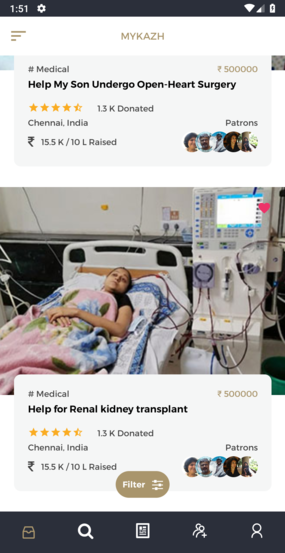 1:51
MYKAZH
# Medical ₹ 500000
Help My Son Undergo Open-Heart Surgery
1.3 K Donated
Chennai, India Patrons
₹ 15.5 K / 10 L Raised
# Medical ₹ 500000
Help for Renal kidney transplant
1.3 K Donated
Chennai, India Patrons
₹ 15.5 K / 10 L Raised
Filter